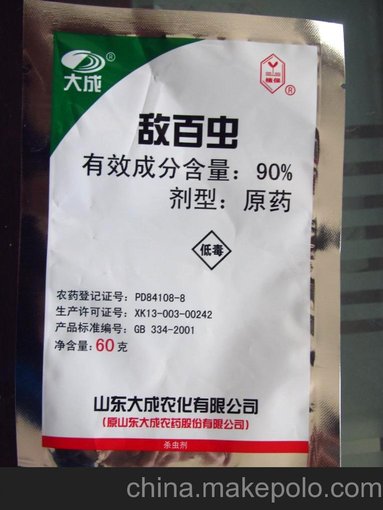 大成®
植保
®
敌百虫
有效成分含量：90%
剂型：原药
低毒
农药登记证号：PD84108-8
生产许可证号：XK13-003-00242
产品标准编号：GB 334-2001
净含量：60克
山东大成农化有限公司
（原山东大成农药股份有限公司）
杀虫剂
china.makepolo.com